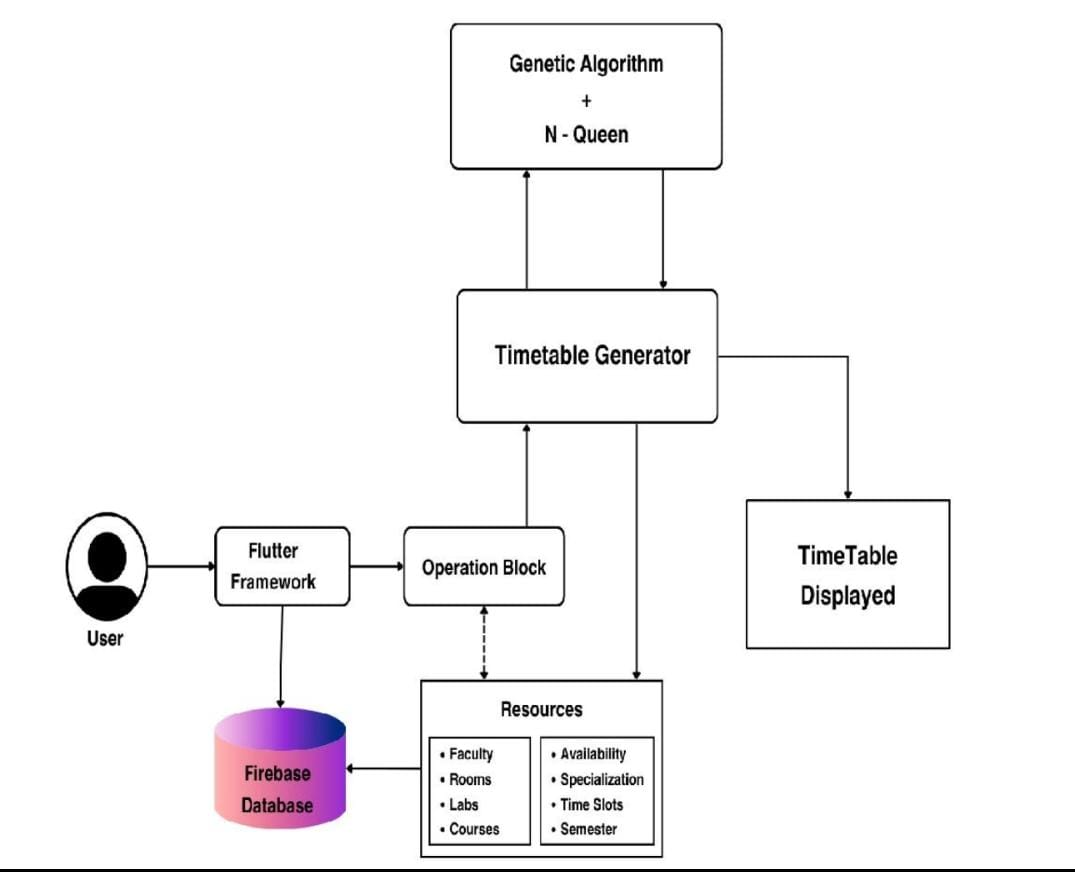 Genetic Algorithm
+
N - Queen
Timetable Generator
Flutter
Framework
Operation Block
TimeTable
Displayed
User
Resources
• Faculty
• Rooms
• Labs
• Courses
• Availability
• Specialization
• Time Slots
• Semester
Firebase
Database